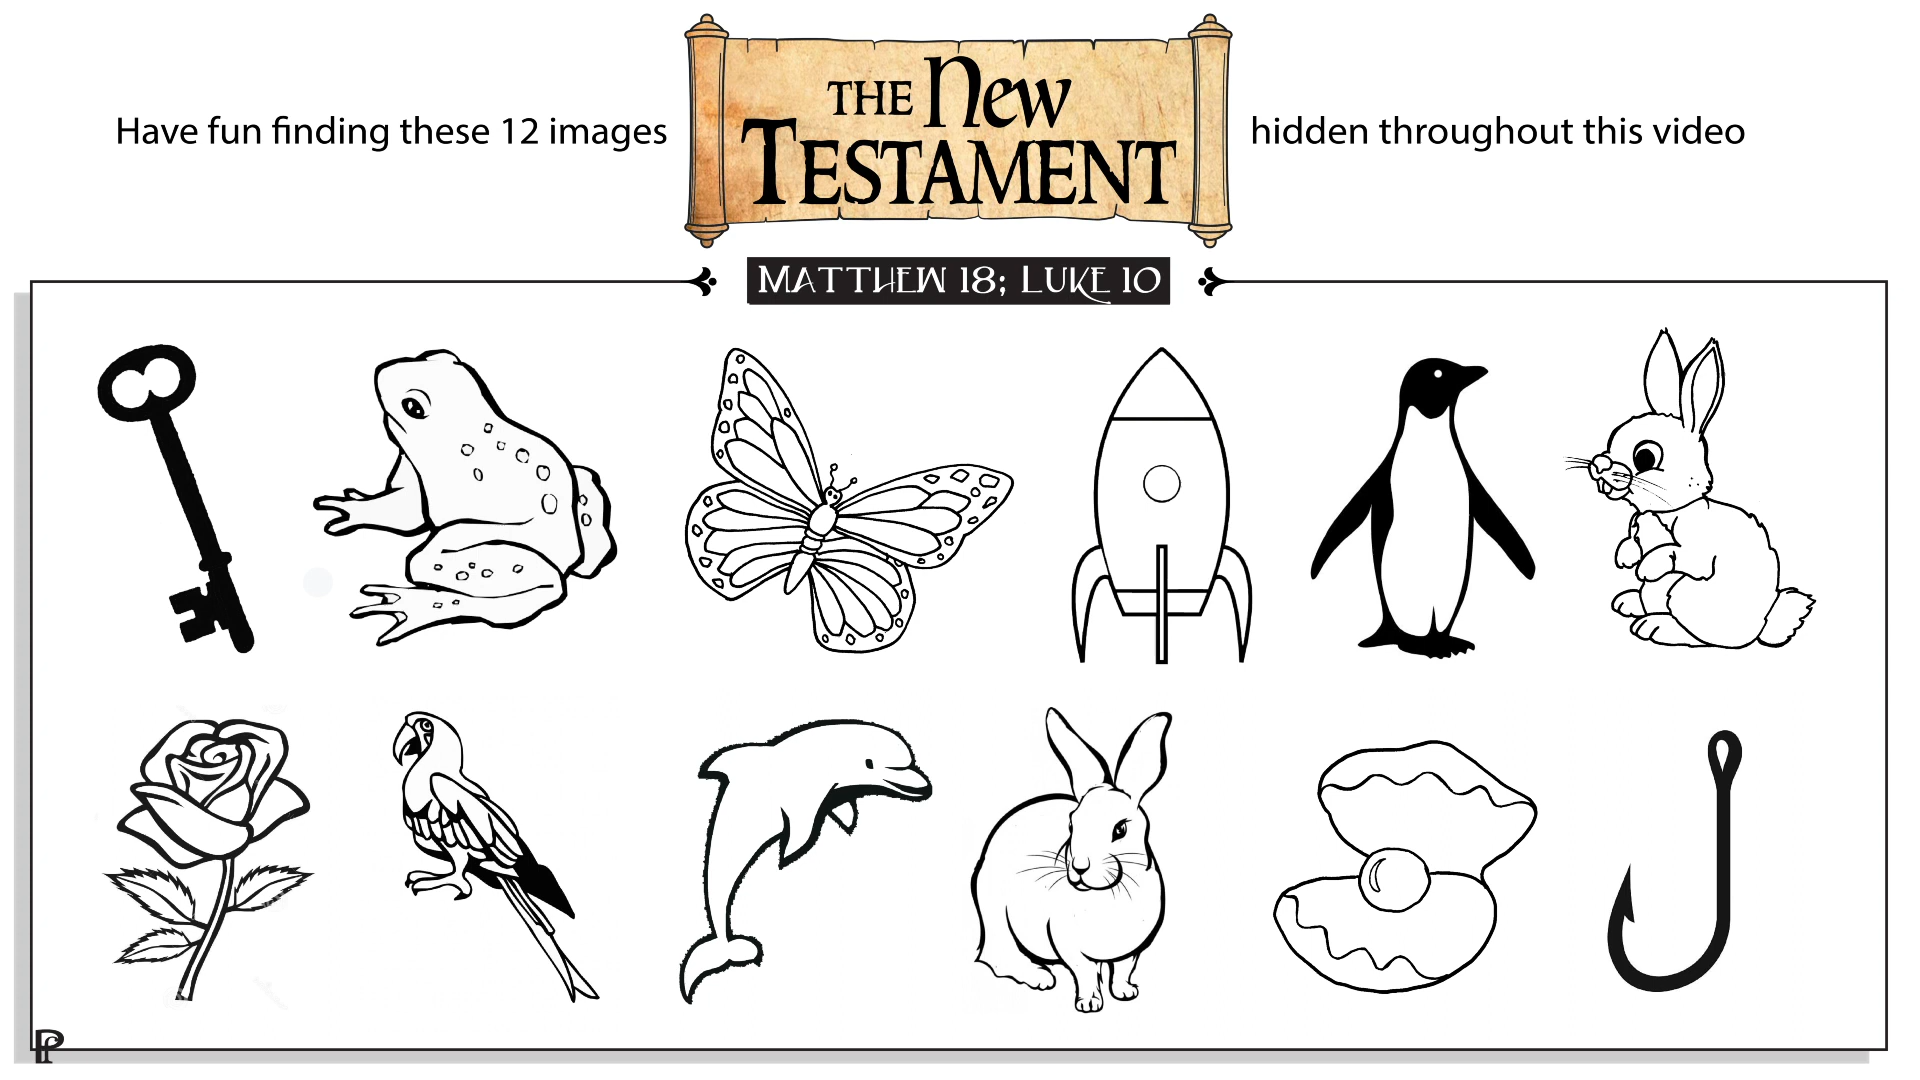 Have fun finding these 12 images
THE New
TESTAMENT
hidden throughout this video
MATTHEW 18; LUKE 10